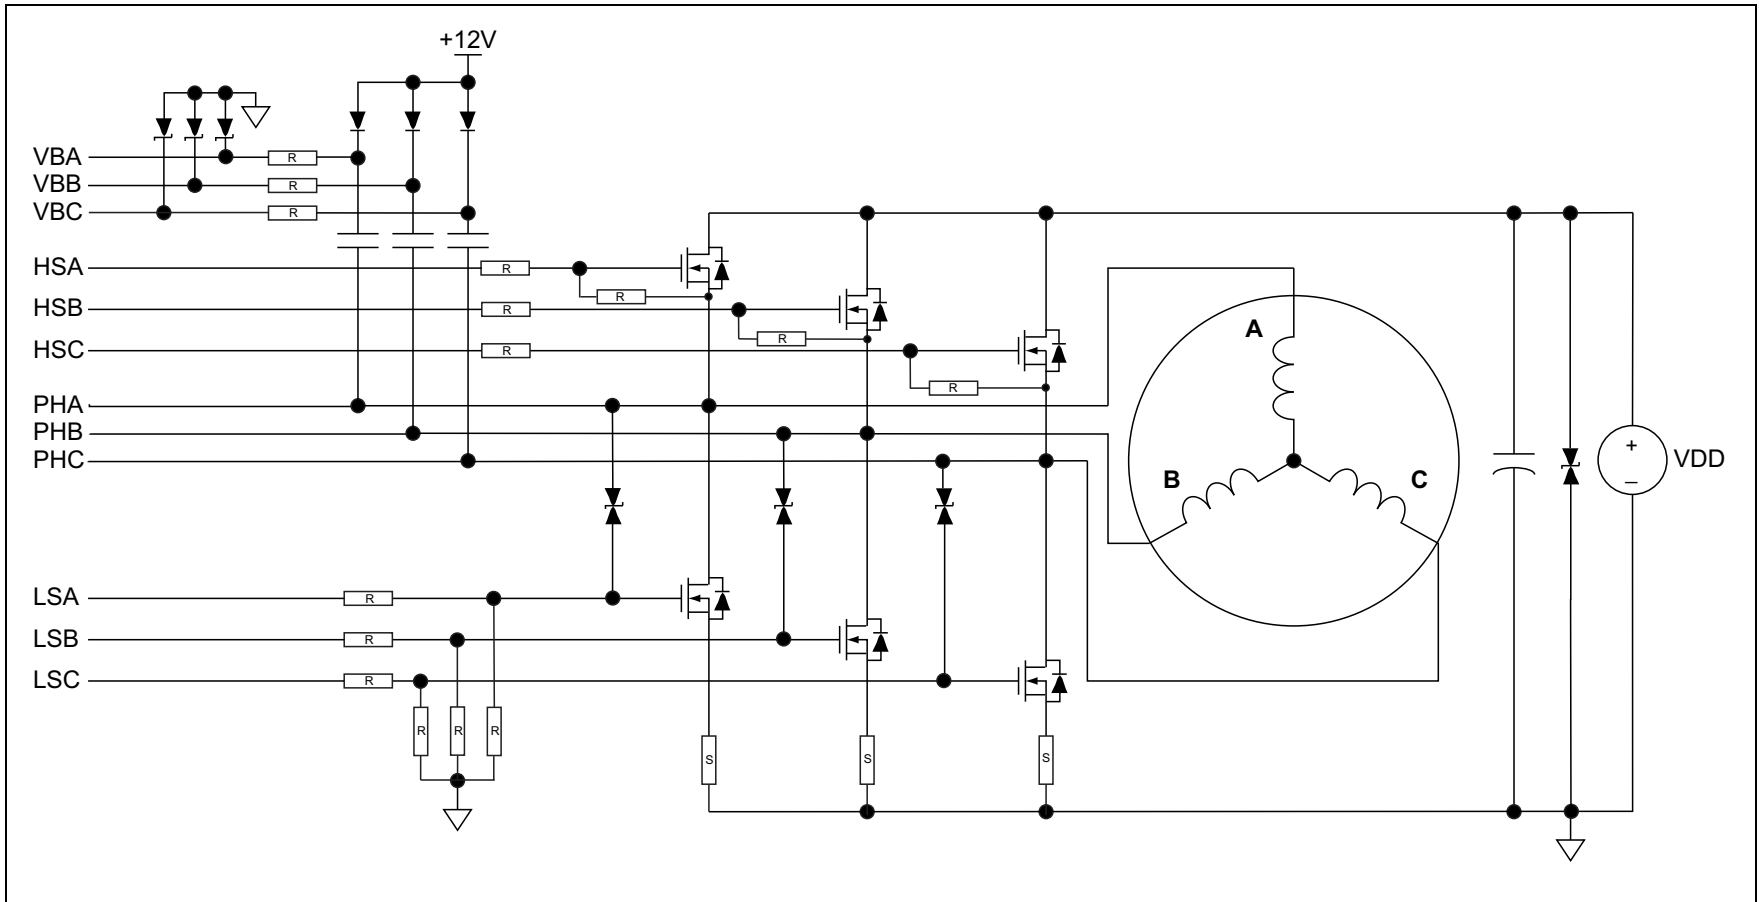 +12V
VBA R
VBB R
VBC R
HSA R
R
HSB R
R
HSC R
R
A
PHA
PHB
PHC
B C
+
–
VDD
LSA R
LSB R
LSC R
R R R
S S S